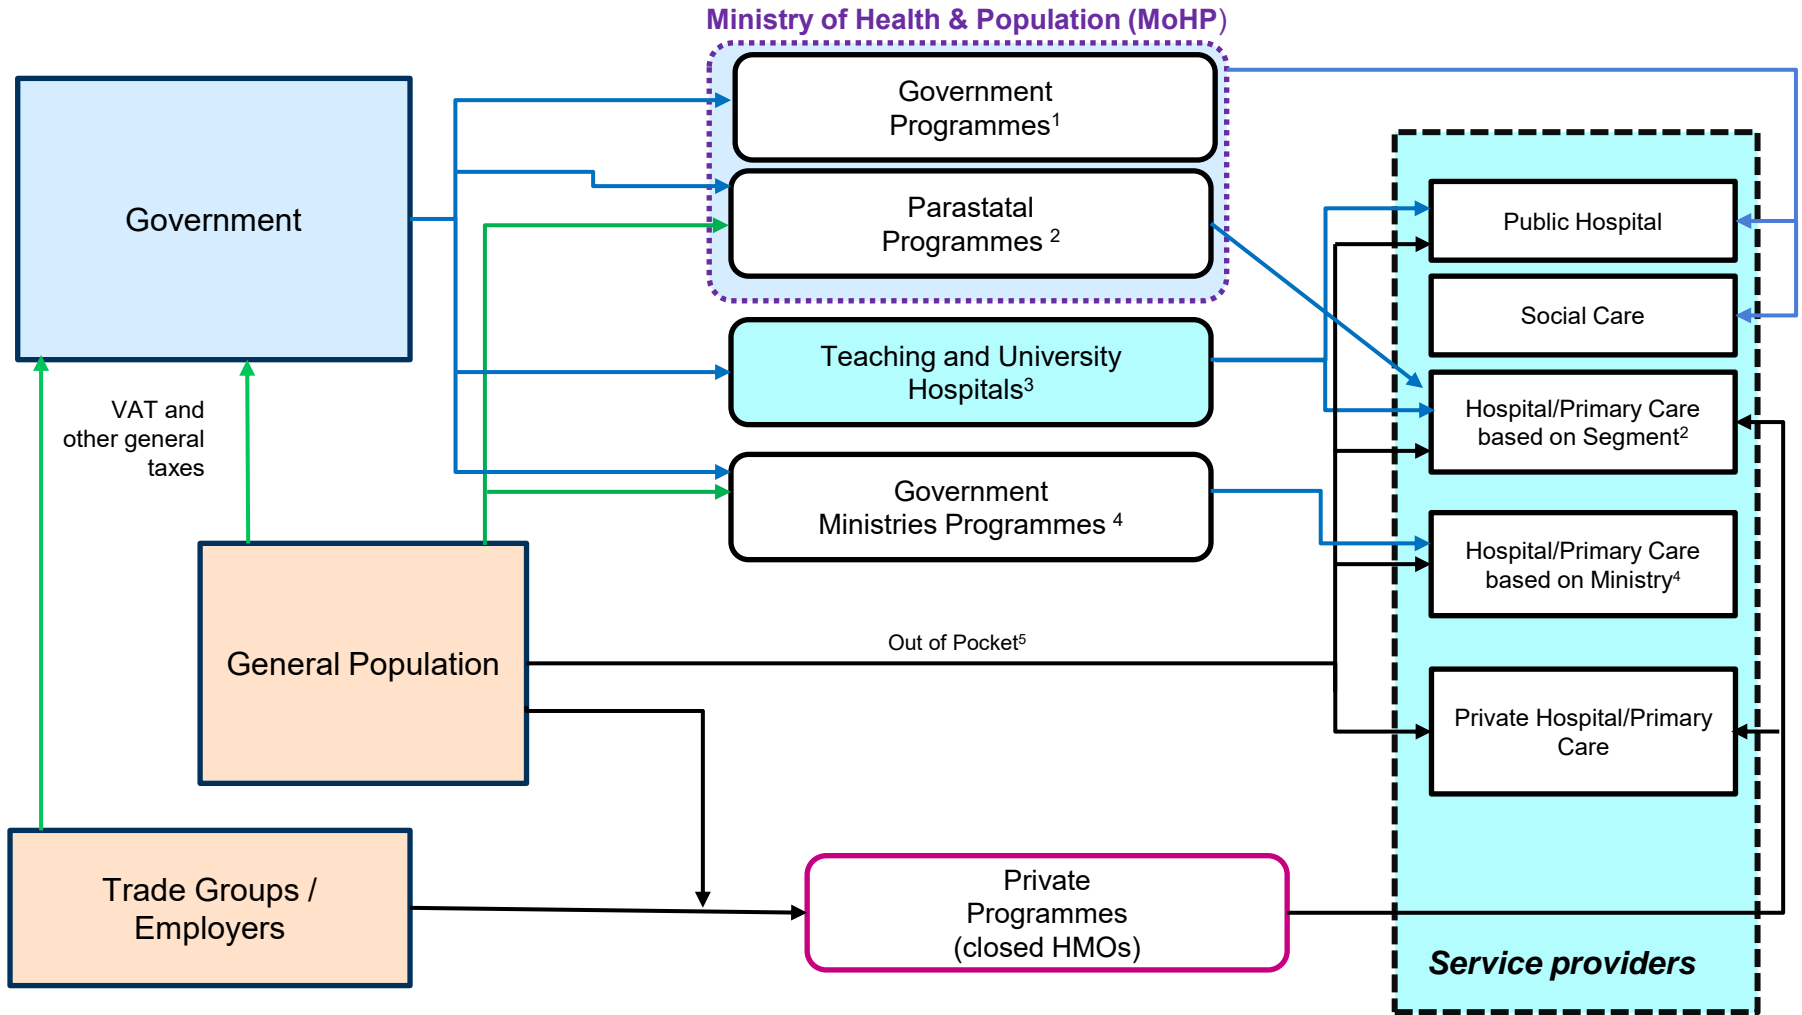 Ministry of Health & Population (MoHP)
Government
Programmes¹
Parastatal
Programmes ²
Government
Public Hospital
Social Care
Teaching and University
Hospitals³
VAT and
other general
taxes
Hospital/Primary Care
based on Segment²
Government
Ministries Programmes ⁴
Hospital/Primary Care
based on Ministry⁴
Out of Pocket⁵
General Population
Private Hospital/Primary
Care
Trade Groups /
Employers
Private
Programmes
(closed HMOs)
Service providers